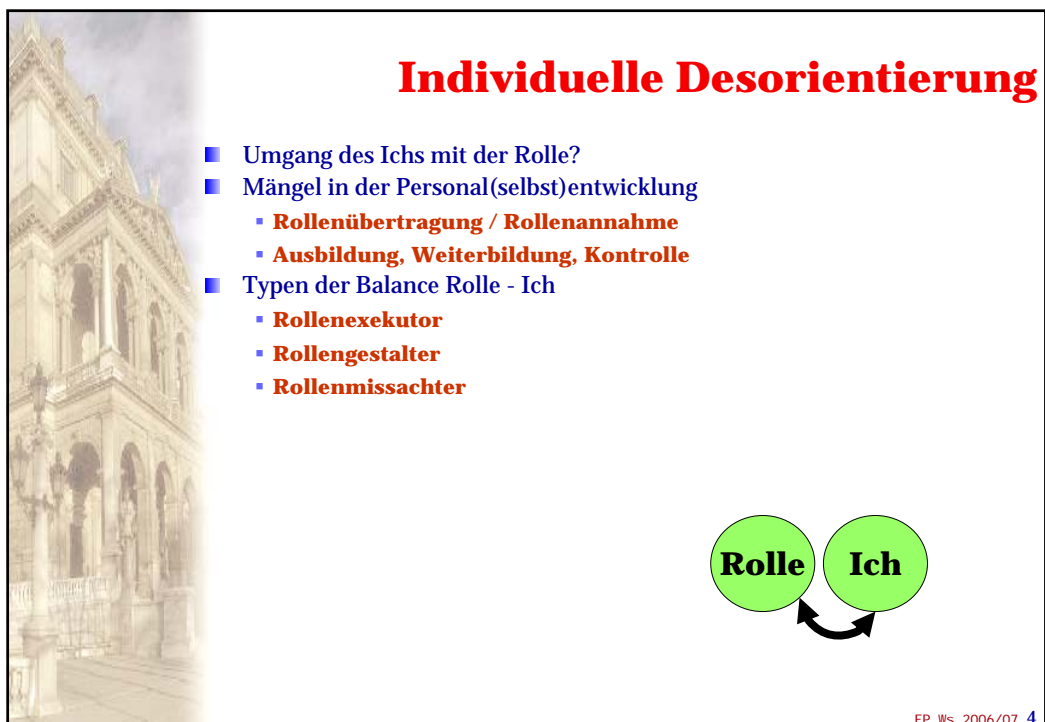 Individuelle Desorientierung
Umgang des Ichs mit der Rolle?
Mängel in der Personal(selbst)entwicklung
Rollenübertragung / Rollenannahme
Ausbildung, Weiterbildung, Kontrolle
Typen der Balance Rolle - Ich
Rollenexekutor
Rollengestalter
Rollenmissachter
Rolle Ich
EP Ws 2006/07 4